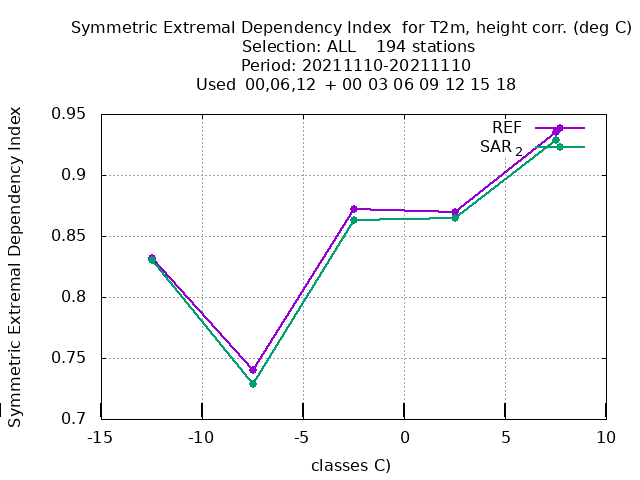 Symmetric Extremal Dependency Index  for T2m, height corr. (deg C)
Selection: ALL    194 stations
Period: 20211110-20211110
Used  00,06,12  + 00 03 06 09 12 15 18
Symmetric Extremal Dependency Index
0.95
0.9
0.85
0.8
0.75
0.7
REF
SAR 2
-15
-10
-5
0
5
10
classes C)